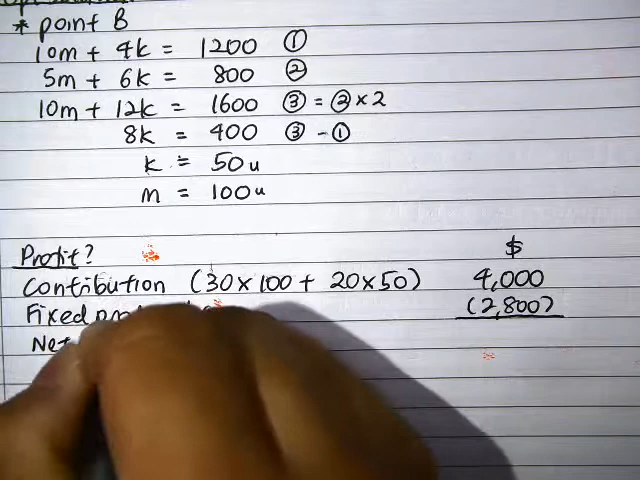 * point B
10m + 4k = 1200 ①
5m + 6k = 800 ②
10m + 12k = 1600 ③ = ② × 2
8k = 400 ③ - ①
k = 50u
m = 100u
Profit? $
Contribution (30 × 100 + 20 × 50) 4,000
Fixed (2,800)
Net